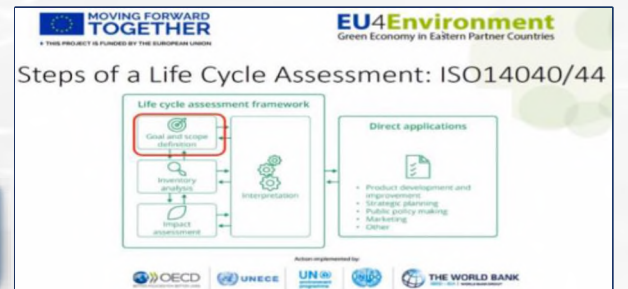 MOVING FORWARD
TOGETHER
THIS PROJECT IS FUNDED BY THE EUROPEAN UNION
EU4Environment
Green Economy in Eastern Partner Countries
Steps of a Life Cycle Assessment: ISO14040/44
Life cycle assessment framework
Goal and scope
definition
Inventory
analysis
Impact
assessment
Interpretation
Direct applications
• Product development and
improvement
• Strategic planning
• Public policy making
• Marketing
• Other
Action implemented by:
OECD
UNECE
UN
environment
programme
THE WORLD BANK